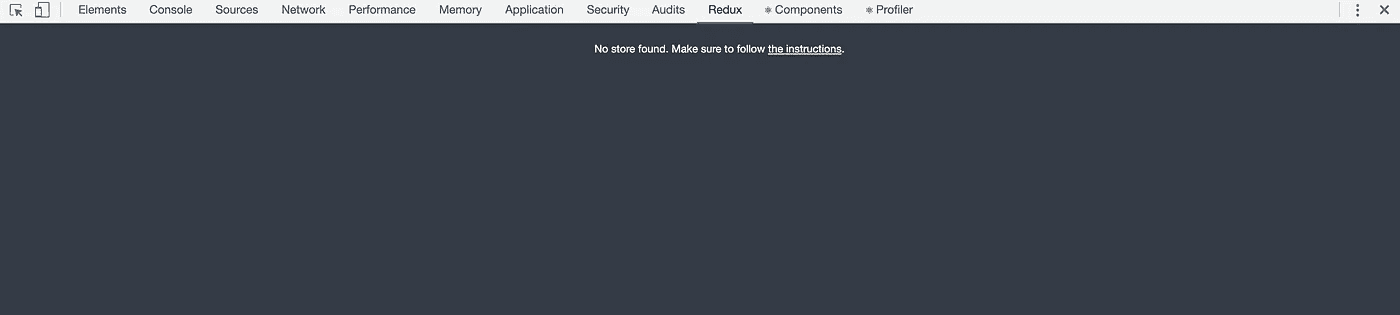 Elements Console Sources Network Performance Memory Application Security Audits Redux ⚛ Components ⚛ Profiler
No store found. Make sure to follow the instructions.